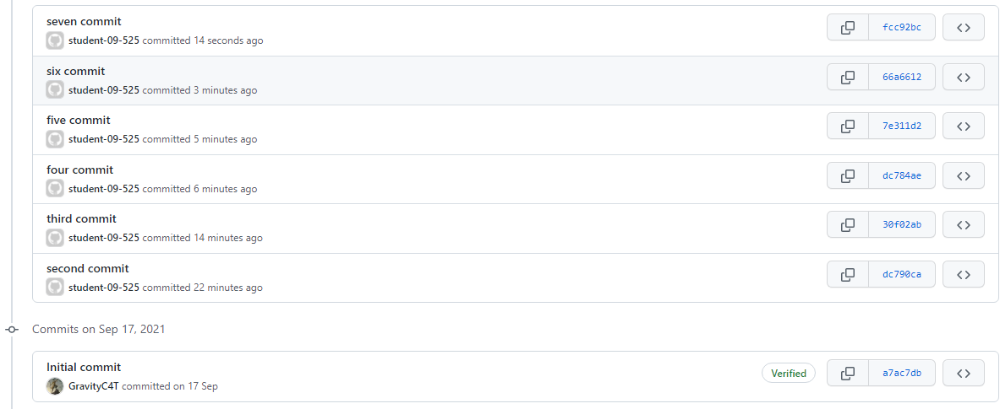 seven commit
student-09-525 committed 14 seconds ago
fcc92bc
six commit
student-09-525 committed 3 minutes ago
66a6612
five commit
student-09-525 committed 5 minutes ago
7e311d2
four commit
student-09-525 committed 6 minutes ago
dc784ae
third commit
student-09-525 committed 14 minutes ago
30f02ab
second commit
student-09-525 committed 22 minutes ago
dc790ca
Commits on Sep 17, 2021
Initial commit
GravityC4T committed on 17 Sep
Verified
a7ac7db